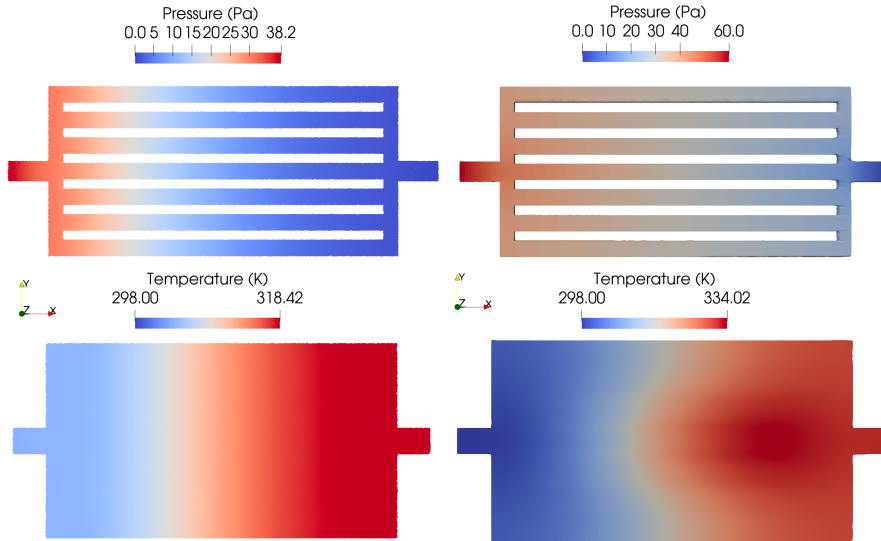 Pressure (Pa)
0.0 5 10 15 20 25 30 38.2
Pressure (Pa)
0.0 10 20 30 40 60.0
Y
Z X
Temperature (K)
298.00 318.42
Y
Z X
Temperature (K)
298.00 334.02